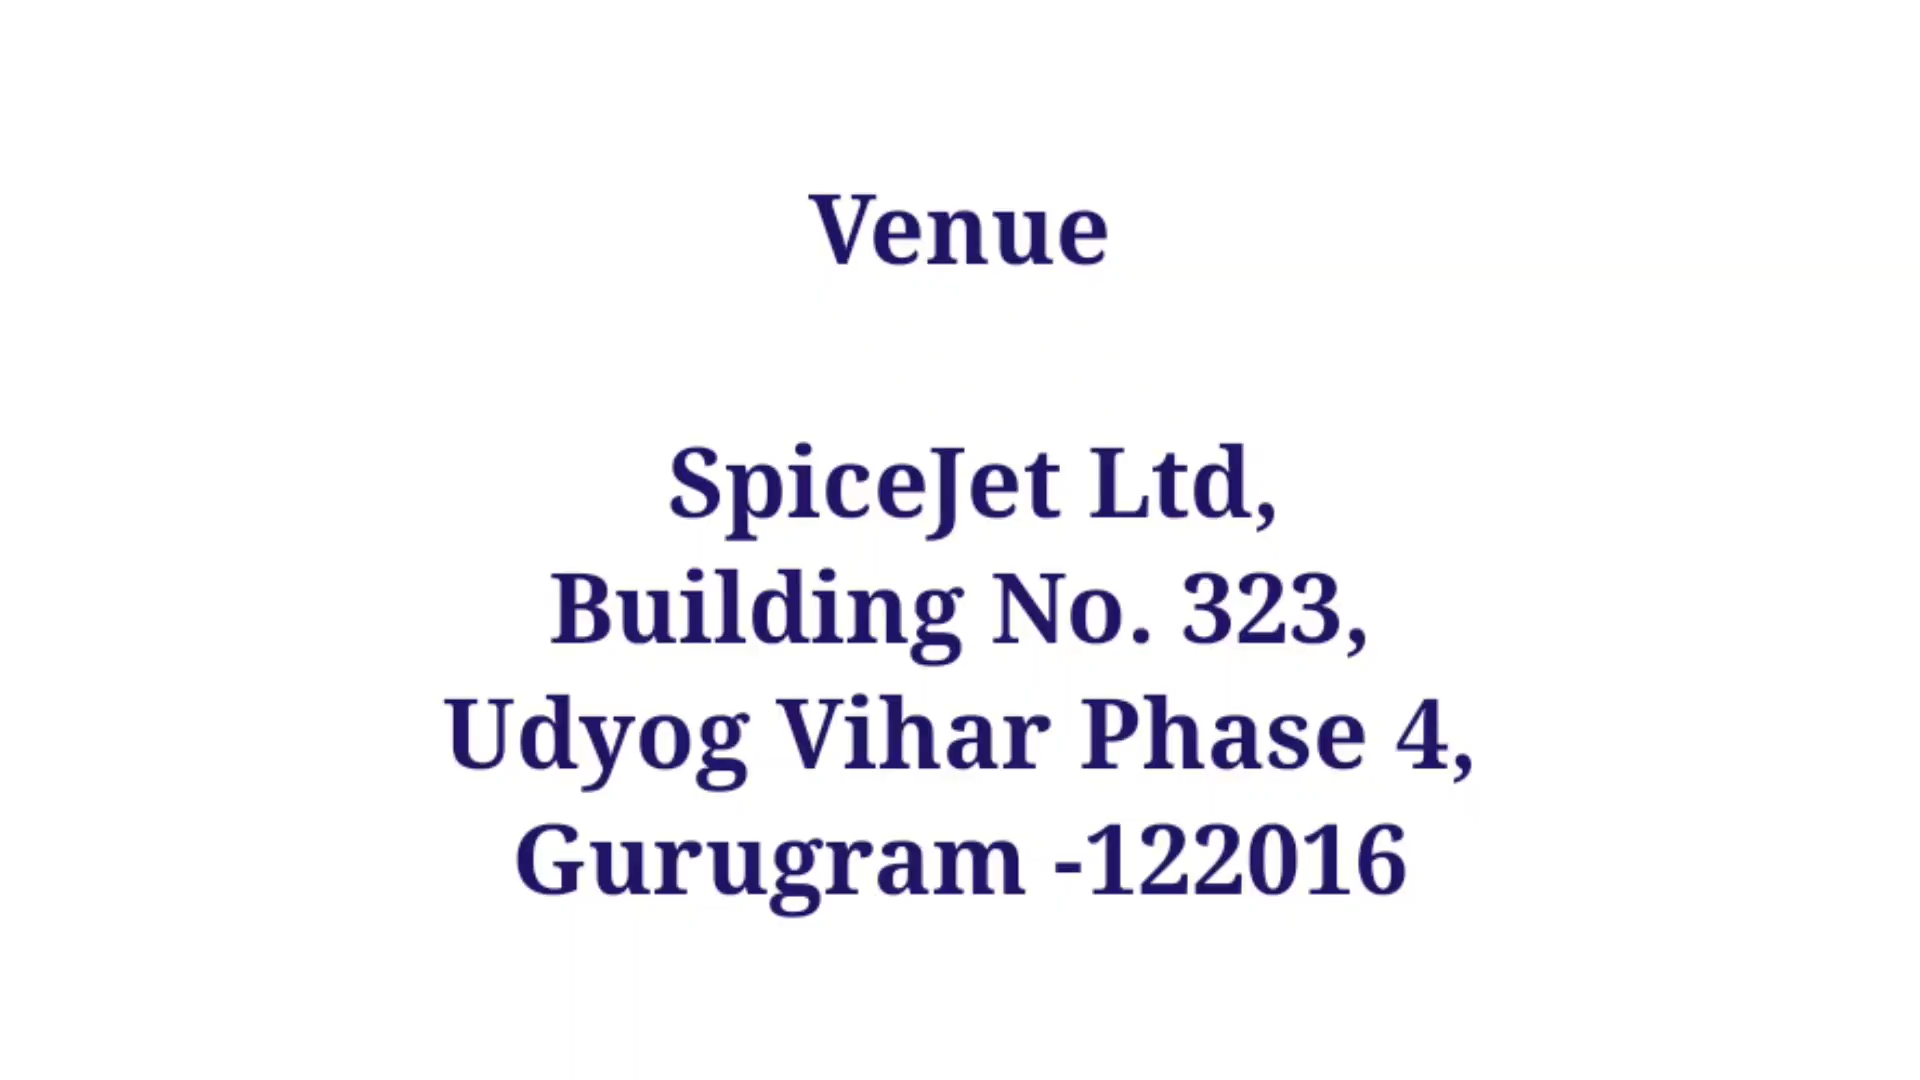 Venue
SpiceJet Ltd,
Building No. 323,
Udyog Vihar Phase 4,
Gurugram -122016